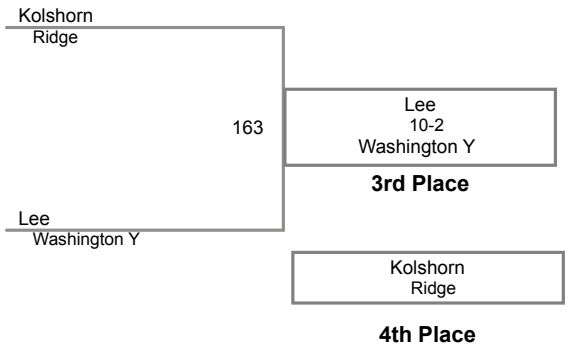 Kolshorn
Ridge
163
Lee
10-2
Washington Y
3rd Place
Lee
Washington Y
Kolshorn
Ridge
4th Place